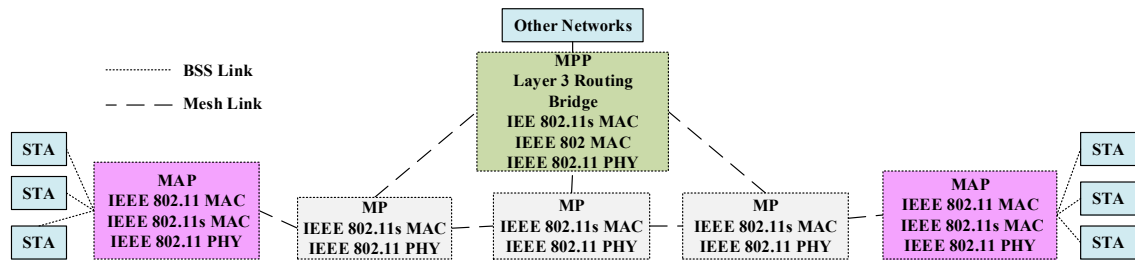 Other Networks
MPP
Layer 3 Routing
Bridge
IEE 802.11s MAC
IEEE 802 MAC
IEEE 802.11 PHY
BSS Link
Mesh Link
STA
STA
STA
MAP
IEEE 802.11 MAC
IEEE 802.11s MAC
IEEE 802.11 PHY
MP
IEEE 802.11s MAC
IEEE 802.11 PHY
MP
IEEE 802.11s MAC
IEEE 802.11 PHY
MP
IEEE 802.11s MAC
IEEE 802.11 PHY
MAP
IEEE 802.11 MAC
IEEE 802.11s MAC
IEEE 802.11 PHY
STA
STA
STA